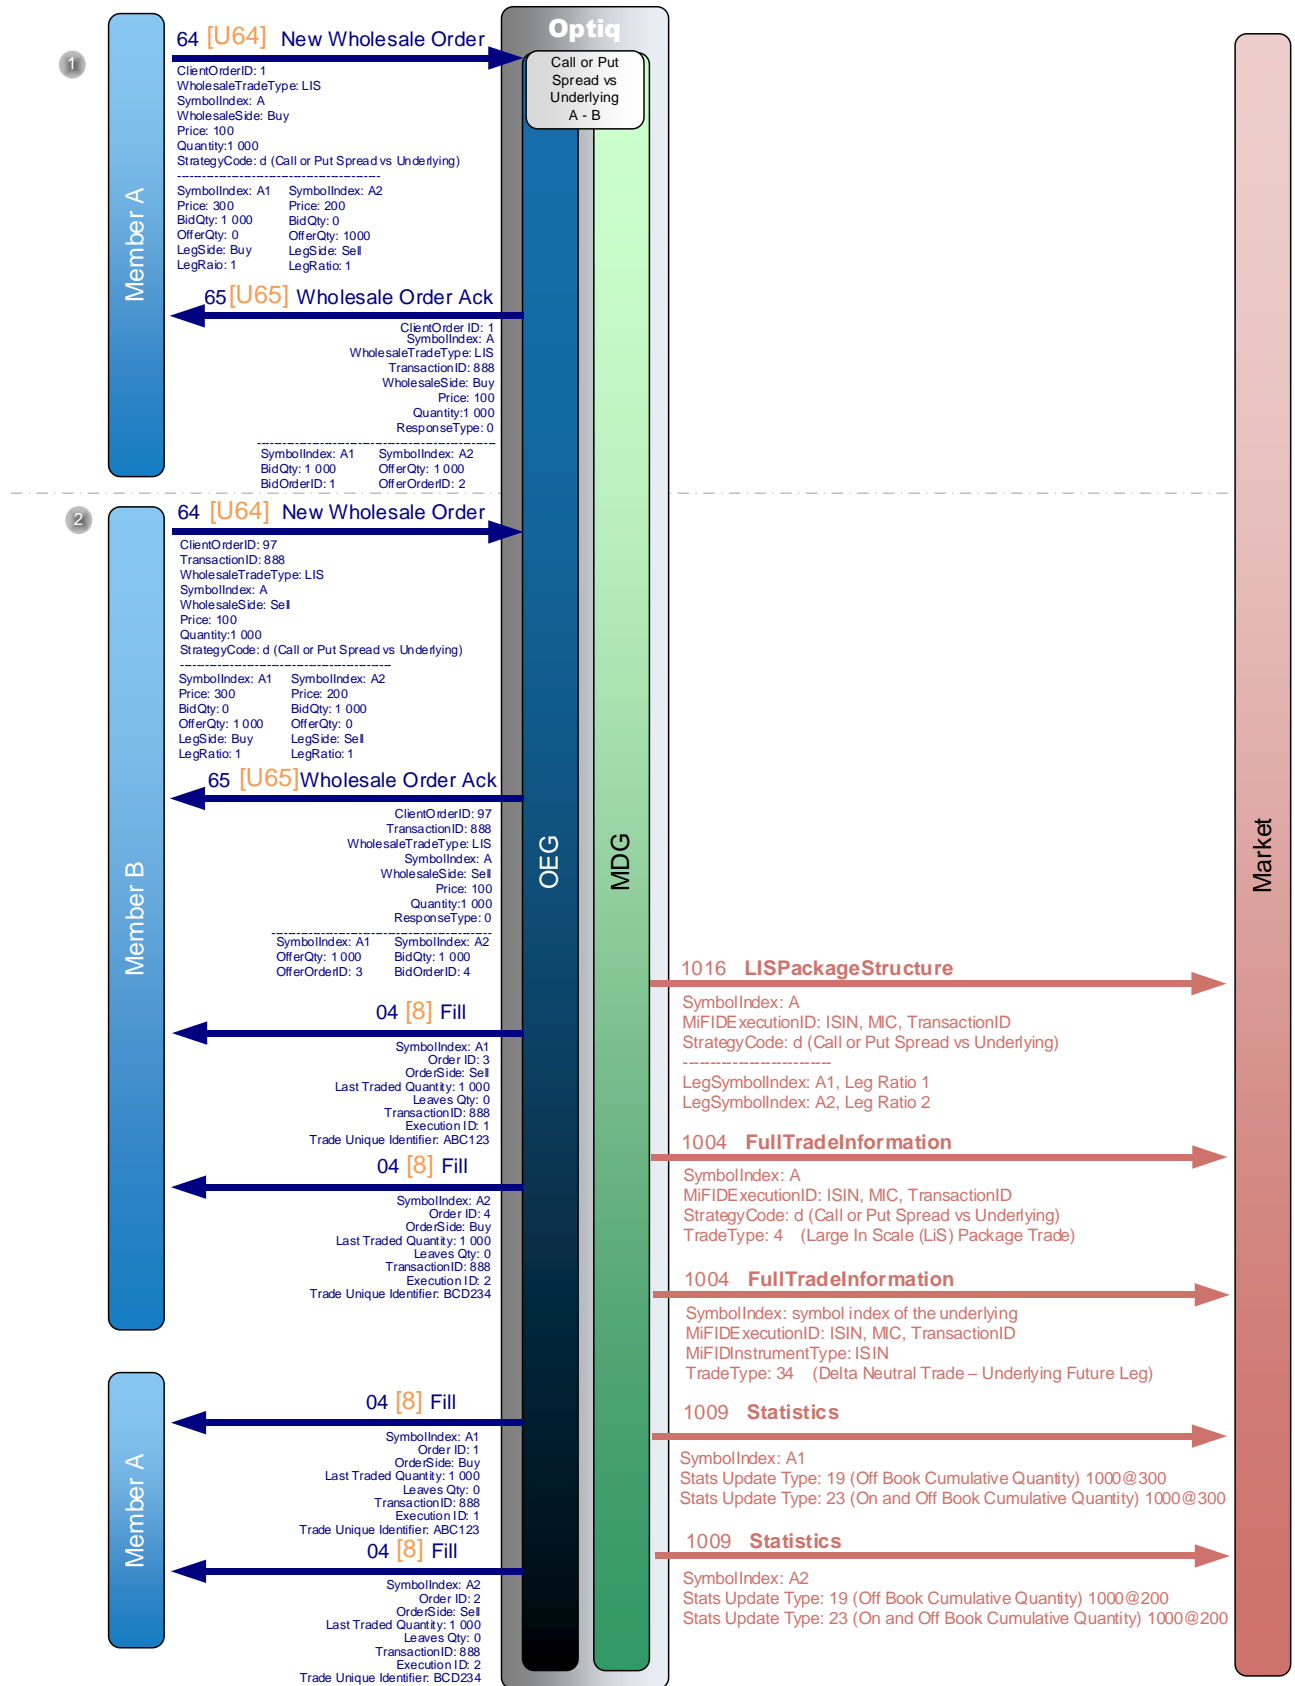 Optiq
Call or Put
Spread vs
Underlying
A - B
1
Member A
64 [U64] New Wholesale Order
ClientOrderID: 1
WholesaleTradeType: LIS
SymbolIndex: A
WholesaleSide: Buy
Price: 100
Quantity:1 000
StrategyCode: d (Call or Put Spread vs Underlying)
------------------------------------------------
SymbolIndex: A1 SymbolIndex: A2
Price: 300 Price: 200
BidQty: 1 000 BidQty: 0
OfferQty: 0 OfferQty: 1000
LegSide: Buy LegSide: Sell
LegRaio: 1 LegRatio: 1
65 [U65] Wholesale Order Ack
ClientOrder ID: 1
SymbolIndex: A
WholesaleTradeType: LIS
TransactionID: 888
WholesaleSide: Buy
Price: 100
Quantity:1 000
ResponseType: 0
------------------------------------------------
SymbolIndex: A1 SymbolIndex: A2
BidQty: 1 000 OfferQty: 1 000
BidOrderID: 1 OfferOrderID: 2
2
Member B
64 [U64] New Wholesale Order
ClientOrderID: 97
TransactionID: 888
WholesaleTradeType: LIS
SymbolIndex: A
WholesaleSide: Sell
Price: 100
Quantity:1 000
StrategyCode: d (Call or Put Spread vs Underlying)
------------------------------------------------
SymbolIndex: A1 SymbolIndex: A2
Price: 300 Price: 200
BidQty: 0 BidQty: 1 000
OfferQty: 1 000 OfferQty: 0
LegSide: Buy LegSide: Sell
LegRatio: 1 LegRatio: 1
65 [U65] Wholesale Order Ack
ClientOrderID: 97
TransactionID: 888
WholesaleTradeType: LIS
SymbolIndex: A
WholesaleSide: Sell
Price: 100
Quantity:1 000
ResponseType: 0
------------------------------------------------
SymbolIndex: A1 SymbolIndex: A2
OfferQty: 1 000 BidQty: 1 000
OfferOrderID: 3 BidOrderID: 4
04 [8] Fill
SymbolIndex: A1
Order ID: 3
OrderSide: Sell
Last Traded Quantity: 1 000
Leaves Qty: 0
TransactionID: 888
Execution ID: 1
Trade Unique Identifier: ABC123
04 [8] Fill
SymbolIndex: A2
Order ID: 4
OrderSide: Buy
Last Traded Quantity: 1 000
Leaves Qty: 0
TransactionID: 888
Execution ID: 2
Trade Unique Identifier: BCD234
Member A
04 [8] Fill
SymbolIndex: A1
Order ID: 1
OrderSide: Buy
Last Traded Quantity: 1 000
Leaves Qty: 0
TransactionID: 888
Execution ID: 1
Trade Unique Identifier: ABC123
04 [8] Fill
SymbolIndex: A2
Order ID: 2
OrderSide: Sell
Last Traded Quantity: 1 000
Leaves Qty: 0
TransactionID: 888
Execution ID: 2
Trade Unique Identifier: BCD234
OEG
MDG
1016 LISPackageStructure
SymbolIndex: A
MiFIDExecutionID: ISIN, MIC, TransactionID
StrategyCode: d (Call or Put Spread vs Underlying)
---------------------------
LegSymbolIndex: A1, Leg Ratio 1
LegSymbolIndex: A2, Leg Ratio 2
1004 FullTradeInformation
SymbolIndex: A
MiFIDExecutionID: ISIN, MIC, TransactionID
StrategyCode: d (Call or Put Spread vs Underlying)
TradeType: 4 (Large In Scale (LiS) Package Trade)
1004 FullTradeInformation
SymbolIndex: symbol index of the underlying
MiFIDExecutionID: ISIN, MIC, TransactionID
MiFIDInstrumentType: ISIN
TradeType: 34 (Delta Neutral Trade – Underlying Future Leg)
1009 Statistics
SymbolIndex: A1
Stats Update Type: 19 (Off Book Cumulative Quantity) 1000@300
Stats Update Type: 23 (On and Off Book Cumulative Quantity) 1000@300
1009 Statistics
SymbolIndex: A2
Stats Update Type: 19 (Off Book Cumulative Quantity) 1000@200
Stats Update Type: 23 (On and Off Book Cumulative Quantity) 1000@200
Market